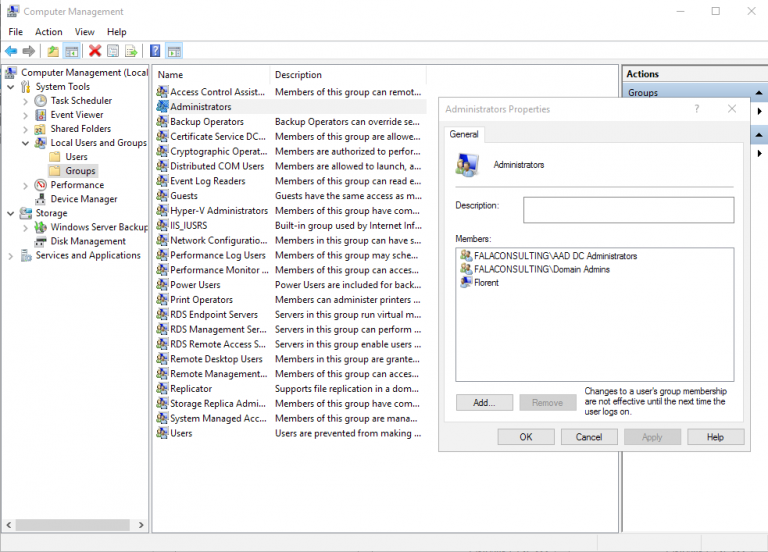 Computer Management
File Action View Help
Computer Management (Local
System Tools
Task Scheduler
Event Viewer
Shared Folders
Local Users and Groups
Users
Groups
Performance
Device Manager
Storage
Windows Server Backup
Disk Management
Services and Applications
Name Description
Access Control Assist... Members of this group can remot...
Administrators
Backup Operators Backup Operators can override se...
Certificate Service DC... Members of this group are allowe...
Cryptographic Operat... Members are authorized to perfor...
Distributed COM Users Members are allowed to launch, a...
Event Log Readers Members of this group can read e...
Guests Guests have the same access as m...
Hyper-V Administrators Members of this group have com...
IIS_IUSRS Built-in group used by Internet Inf...
Network Configuratio... Members in this group can have s...
Performance Log Users Members of this group may sche...
Performance Monitor ... Members of this group can acces...
Power Users Power Users are included for back...
Print Operators Members can administer printers ...
RDS Endpoint Servers Servers in this group run virtual m...
RDS Management Ser... Servers in this group can perform ...
RDS Remote Access S... Servers in this group enable users ...
Remote Desktop Users Members in this group are grante...
Remote Management... Members of this group can acces...
Replicator Supports file replication in a dom...
Storage Replica Admi... Members of this group have com...
System Managed Acc... Members of this group are mana...
Users Users are prevented from making ...
Actions
Groups
Administrators Properties
General
Administrators
Description:
Members:
FALACONSULTING\AAD DC Administrators
FALACONSULTING\Domain Admins
Florent
Add... Remove
Changes to a user's group membership
are not effective until the next time the
user logs on.
OK Cancel Apply Help